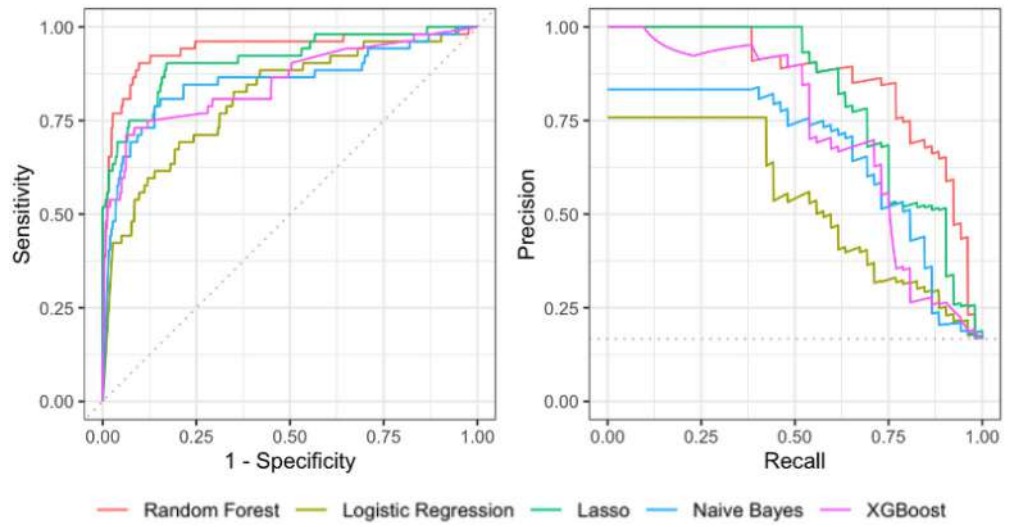 1.00
0.75
0.50
0.25
0.00
Sensitivity
0.00 0.25 0.50 0.75 1.00
1 - Specificity
1.00
0.75
0.50
0.25
0.00
Precision
0.00 0.25 0.50 0.75 1.00
Recall
Random Forest Logistic Regression Lasso Naive Bayes XGBoost